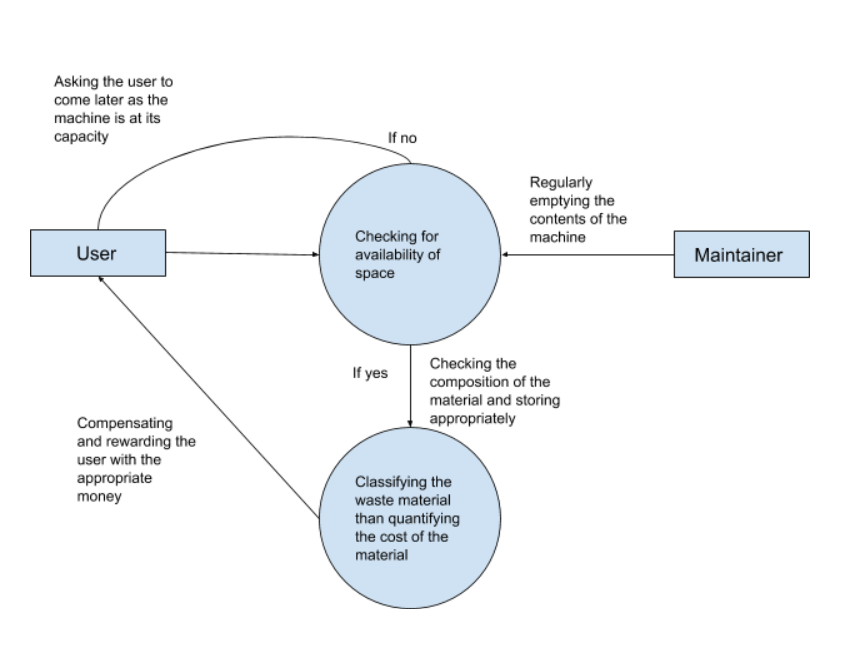 Asking the user to
come later as the
machine is at its
capacity
If no
Regularly
emptying the
contents of the
machine
User
Checking for
availability of
space
Maintainer
If yes
Checking the
composition of the
material and storing
appropriately
Compensating
and rewarding the
user with the
appropriate
money
Classifying the
waste material
than quantifying
the cost of the
material